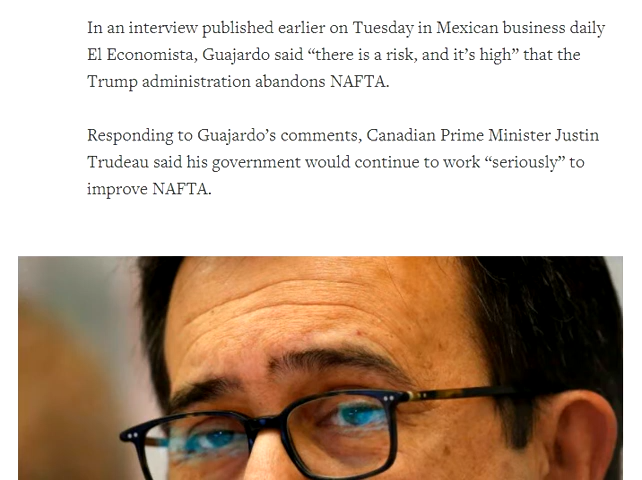 In an interview published earlier on Tuesday in Mexican business daily
El Economista, Guajardo said “there is a risk, and it’s high” that the
Trump administration abandons NAFTA.
Responding to Guajardo’s comments, Canadian Prime Minister Justin
Trudeau said his government would continue to work “seriously” to
improve NAFTA.